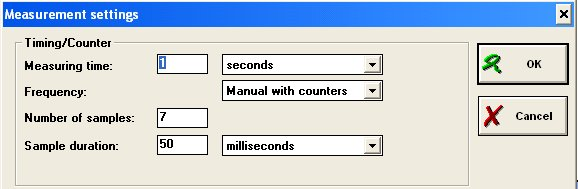 Measurement settings
Timing/Counter
Measuring time: 1 seconds
OK
Frequency: Manual with counters
Number of samples: 7
Cancel
Sample duration: 50 milliseconds